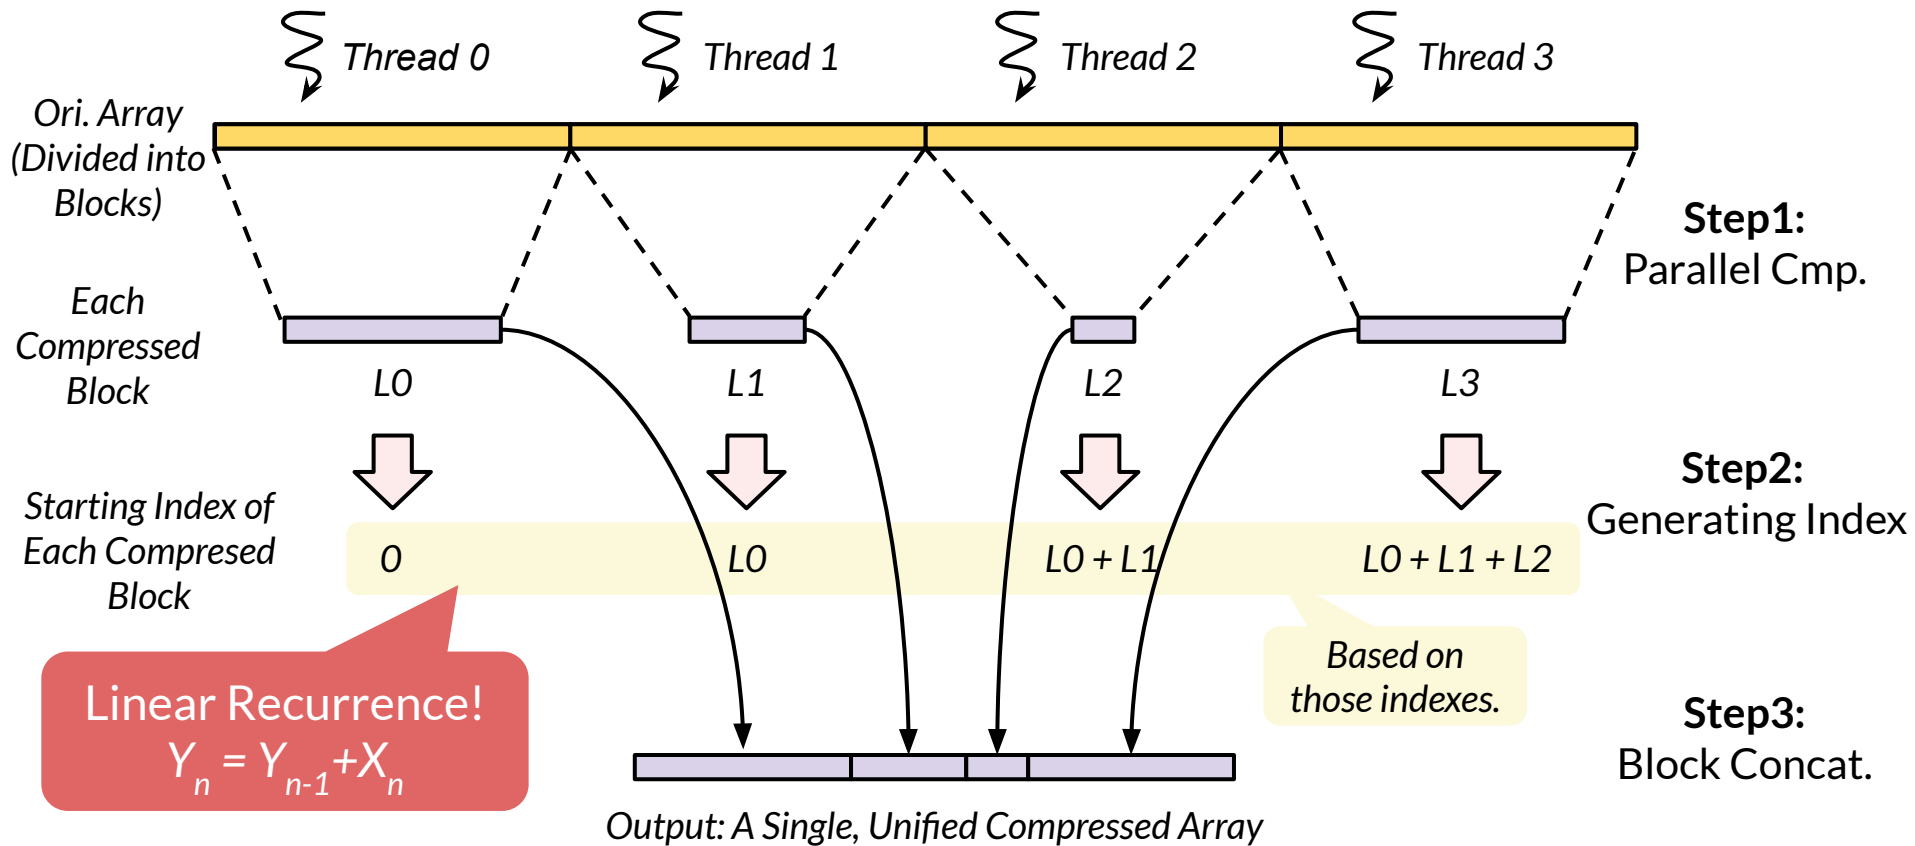 Thread 0
Thread 1
Thread 2
Thread 3
Ori. Array
(Divided into
Blocks)
Step1:
Parallel Cmp.
Each
Compressed
Block
L0
L1
L2
L3
Step2:
Generating Index
Starting Index of
Each Compresed
Block
0
L0
L0 + L1
L0 + L1 + L2
Linear Recurrence!
Yn = Yn-1+Xn
Based on
those indexes.
Step3:
Block Concat.
Output: A Single, Unified Compressed Array